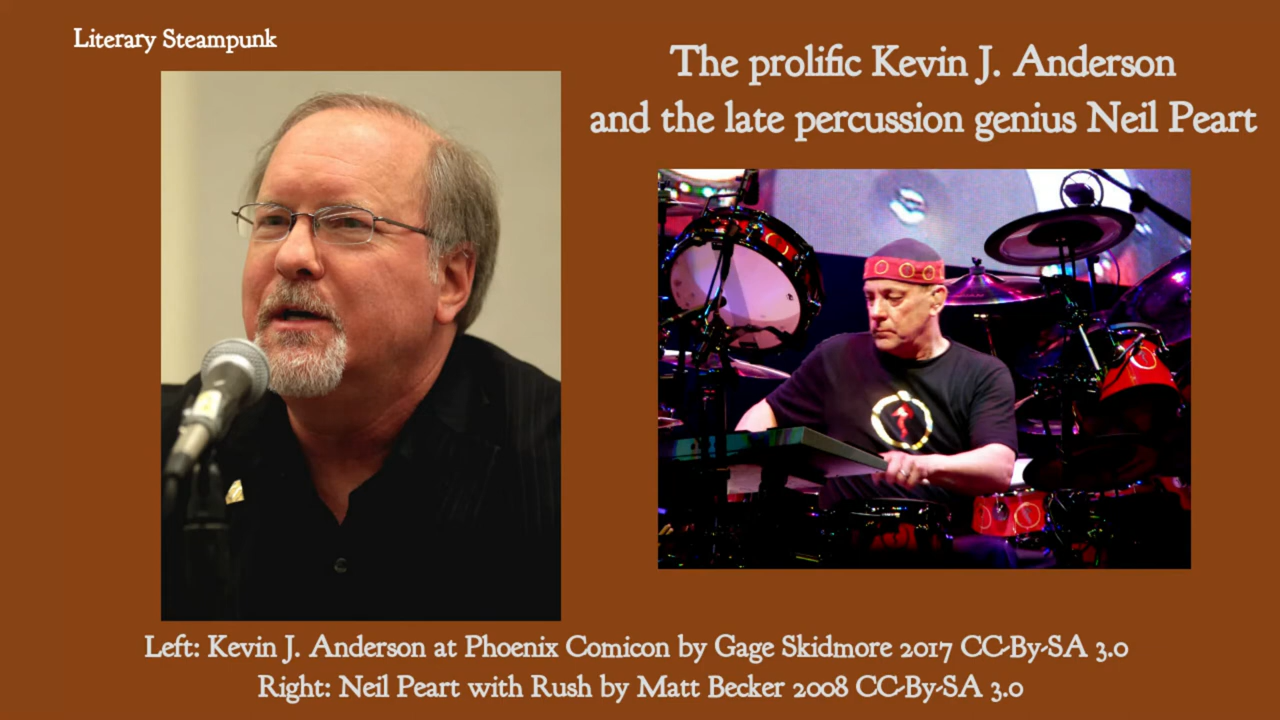 Literary Steampunk
The prolific Kevin J. Anderson
and the late percussion genius Neil Peart
Left: Kevin J. Anderson at Phoenix Comicon by Gage Skidmore 2017 CC-By-SA 3.0
Right: Neil Peart with Rush by Matt Becker 2008 CC-By-SA 3.0